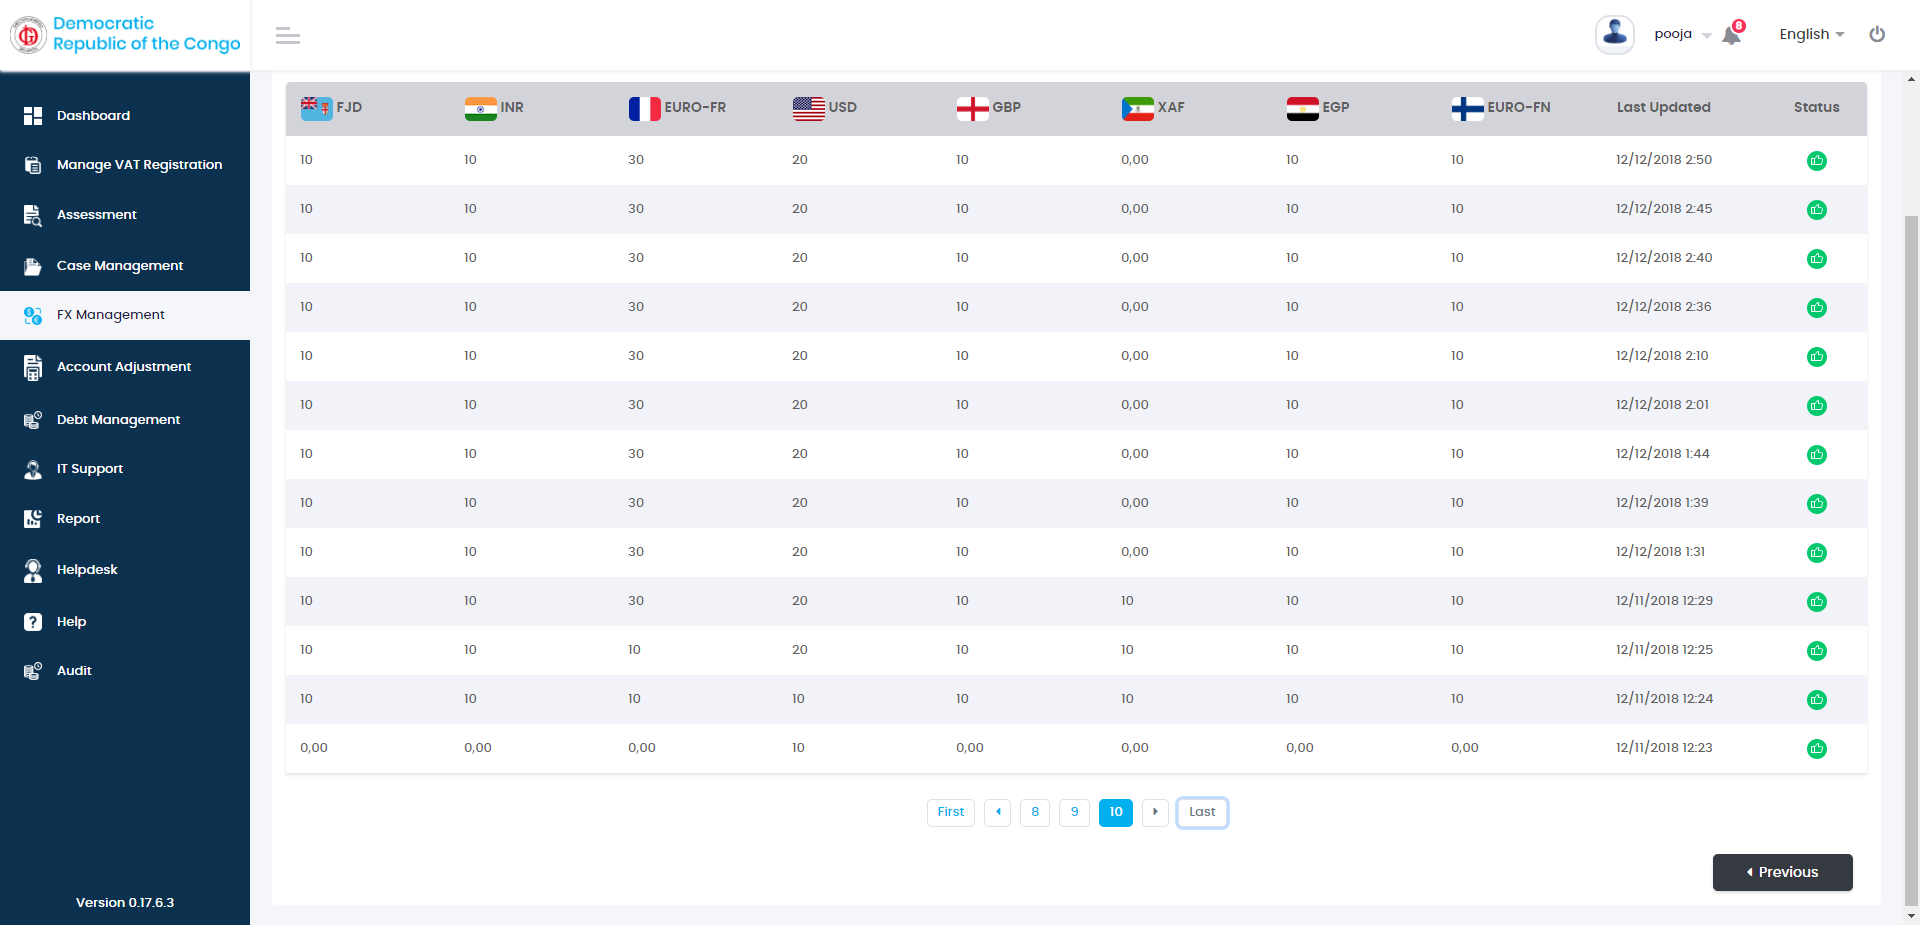 Democratic
Republic of the Congo
pooja
8
English
Dashboard
Manage VAT Registration
Assessment
Case Management
FX Management
Account Adjustment
Debt Management
IT Support
Report
Helpdesk
Help
Audit
Version 0.17.6.3
FJD INR EURO-FR USD GBP XAF EGP EURO-FN Last Updated Status
10 10 30 20 10 0,00 10 10 12/12/2018 2:50
10 10 30 20 10 0,00 10 10 12/12/2018 2:45
10 10 30 20 10 0,00 10 10 12/12/2018 2:40
10 10 30 20 10 0,00 10 10 12/12/2018 2:36
10 10 30 20 10 0,00 10 10 12/12/2018 2:10
10 10 30 20 10 0,00 10 10 12/12/2018 2:01
10 10 30 20 10 0,00 10 10 12/12/2018 1:44
10 10 30 20 10 0,00 10 10 12/12/2018 1:39
10 10 30 20 10 0,00 10 10 12/12/2018 1:31
10 10 30 20 10 10 10 10 12/11/2018 12:29
10 10 10 20 10 10 10 10 12/11/2018 12:25
10 10 10 10 10 10 10 10 12/11/2018 12:24
0,00 0,00 0,00 10 0,00 0,00 0,00 0,00 12/11/2018 12:23
First 8 9 10 Last
Previous